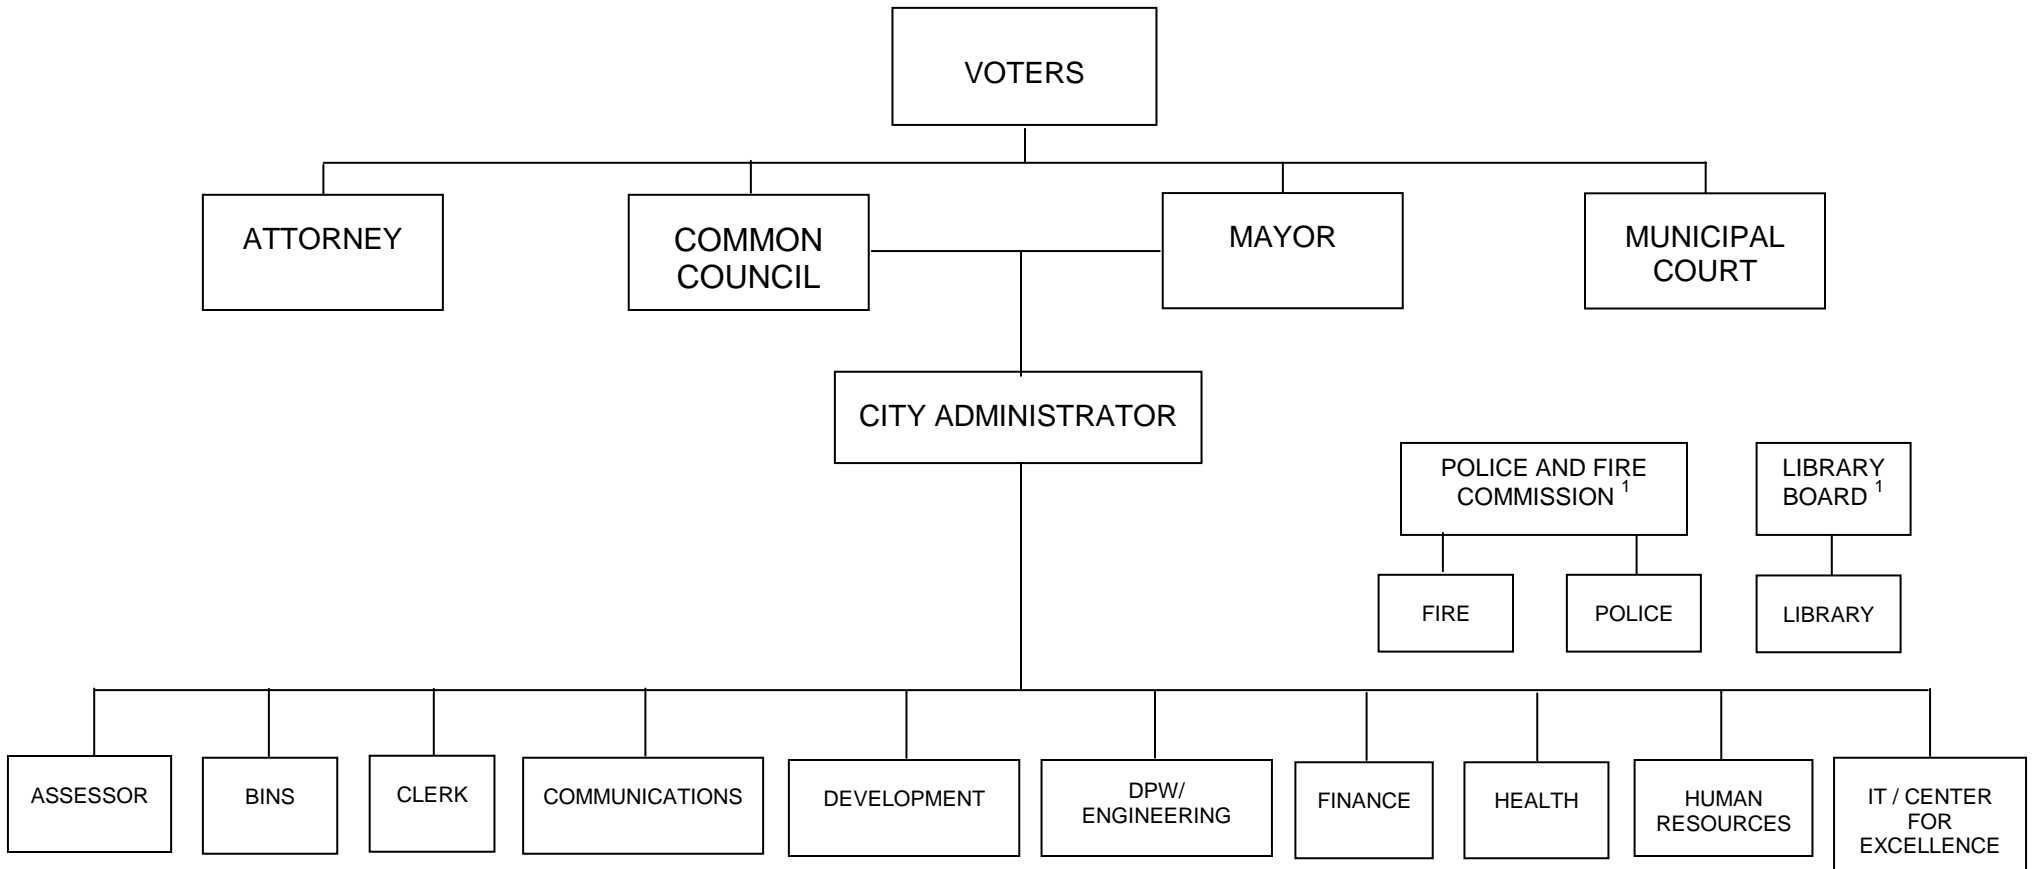 VOTERS
ATTORNEY
COMMON
COUNCIL
MAYOR
MUNICIPAL
COURT
CITY ADMINISTRATOR
POLICE AND FIRE
COMMISSION ¹
LIBRARY
BOARD ¹
FIRE
POLICE
LIBRARY
ASSESSOR
BINS
CLERK
COMMUNICATIONS
DEVELOPMENT
DPW/
ENGINEERING
FINANCE
HEALTH
HUMAN
RESOURCES
IT / CENTER
FOR
EXCELLENCE